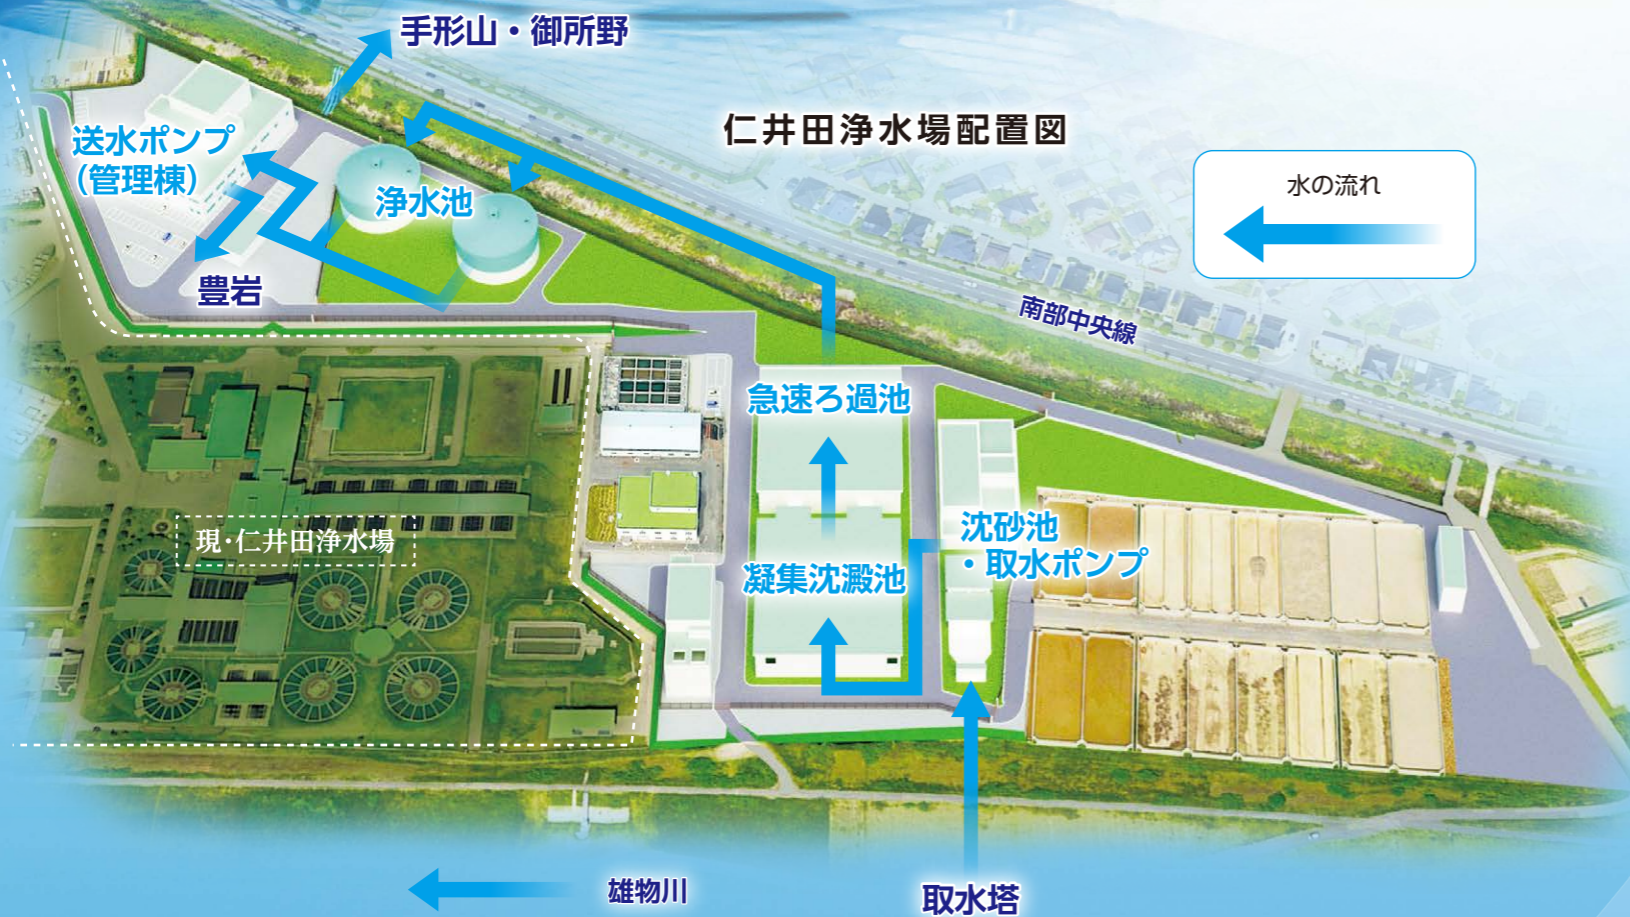 手形山・御所野
仁井田浄水場配置図
送水ポンプ
（管理棟）
浄水池
水の流れ
豊岩
南部中央線
急速ろ過池
現・仁井田浄水場
沈砂池
・取水ポンプ
凝集沈澱池
雄物川
取水塔